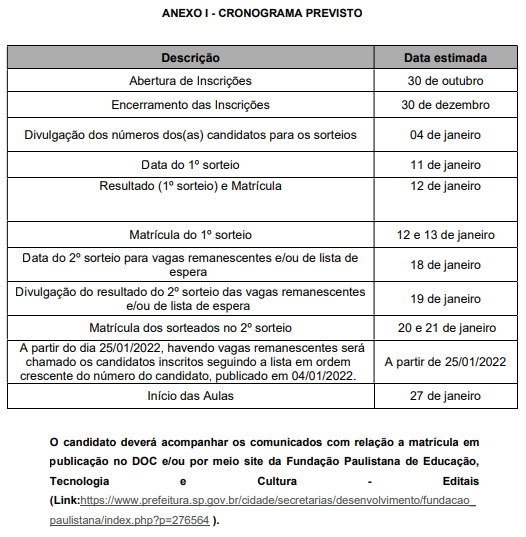 ANEXO I - CRONOGRAMA PREVISTO
Descrição Data estimada
Abertura de Inscrições 30 de outubro
Encerramento das Inscrições 30 de dezembro
Divulgação dos números dos(as) candidatos para os sorteios 04 de janeiro
Data do 1º sorteio 11 de janeiro
Resultado (1º sorteio) e Matrícula 12 de janeiro
Matrícula do 1º sorteio 12 e 13 de janeiro
Data do 2º sorteio para vagas remanescentes e/ou de lista de
espera 18 de janeiro
Divulgação do resultado do 2º sorteio das vagas remanescentes
e/ou de lista de espera 19 de janeiro
Matrícula dos sorteados no 2º sorteio 20 e 21 de janeiro
A partir do dia 25/01/2022, havendo vagas remanescentes será
chamado os candidatos inscritos seguindo a lista em ordem A partir de 25/01/2022
crescente do número do candidato, publicado em 04/01/2022.
Início das Aulas 27 de janeiro
O candidato deverá acompanhar os comunicados com relação a matrícula em
publicação no DOC e/ou por meio site da Fundação Paulistana de Educação,
Tecnologia e Cultura - Editais
(Link:https://www.prefeitura.sp.gov.br/cidade/secretarias/desenvolvimento/fundacao_
paulistana/index.php?p=276564 ).